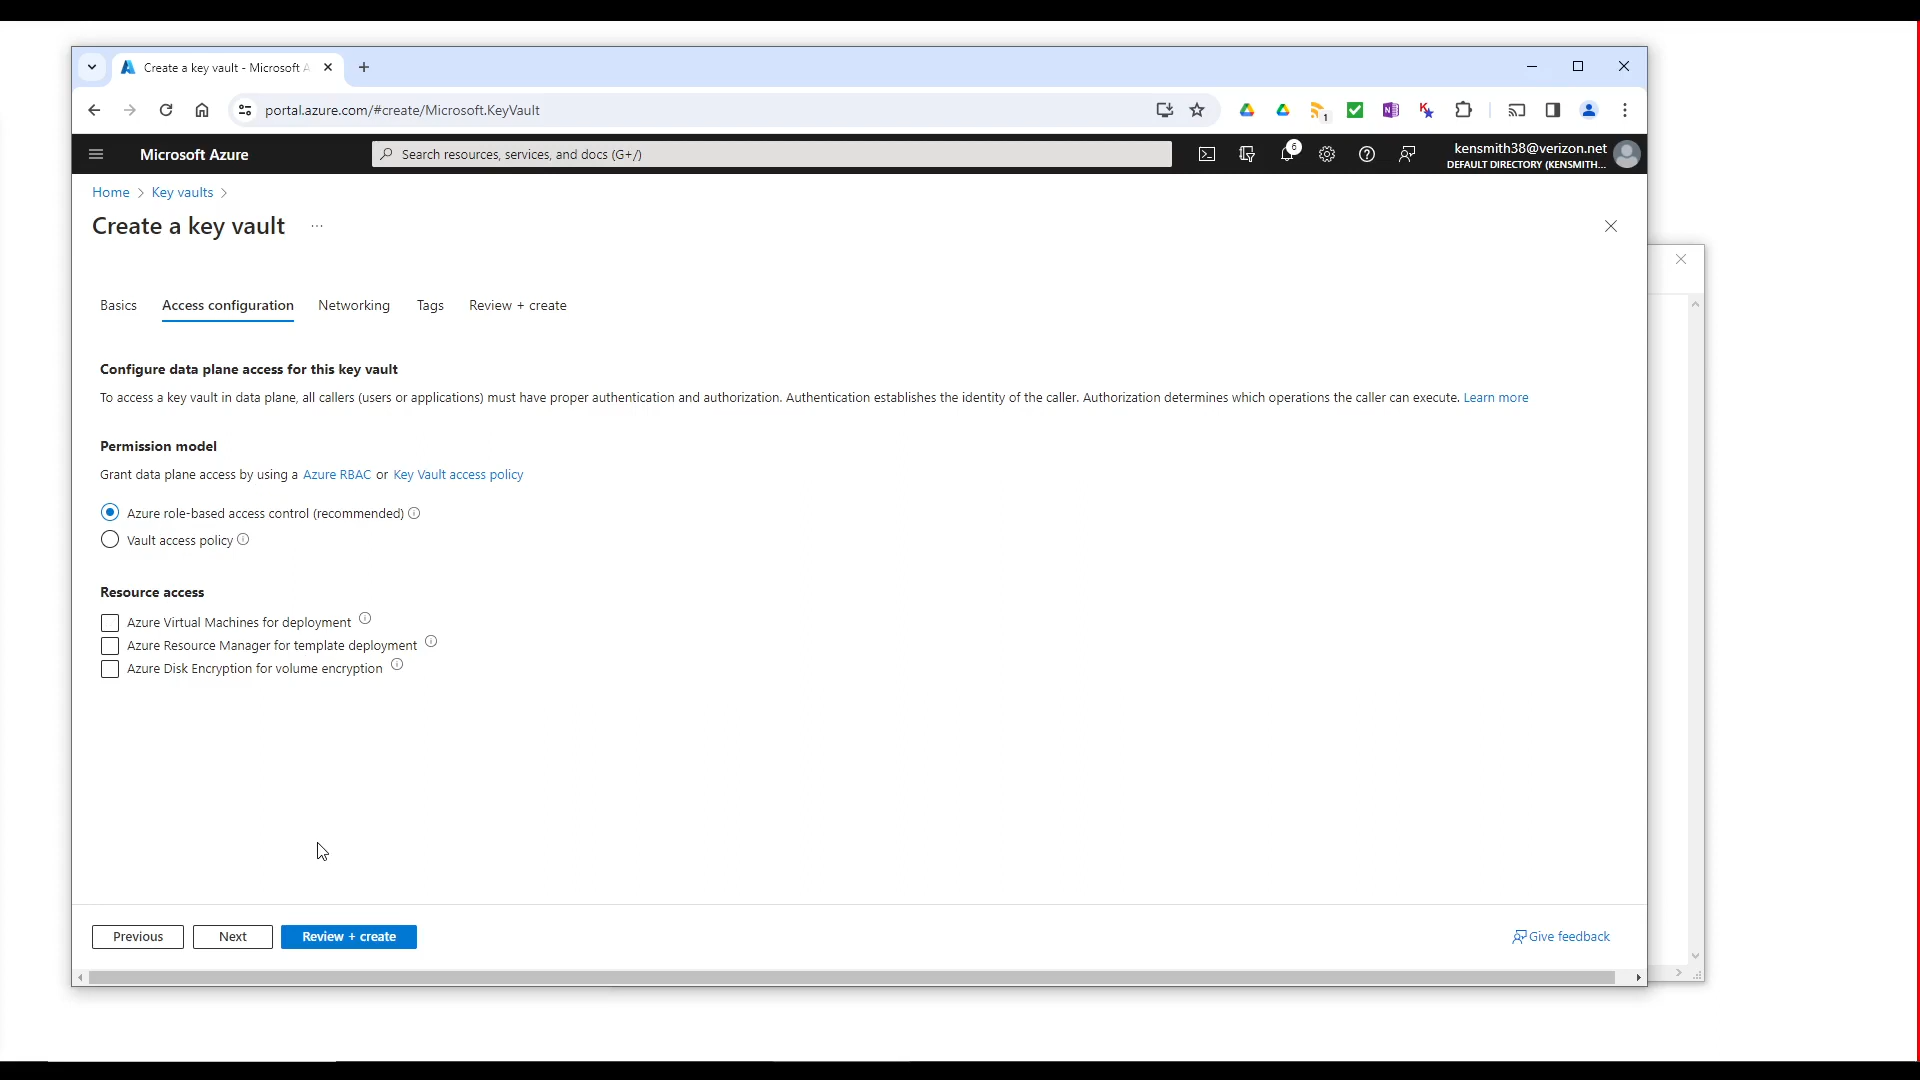 Create a key vault - Microsoft A
portal.azure.com/#create/Microsoft.KeyVault
1
N
K
Microsoft Azure
Search resources, services, and docs (G+/)
6
kensmith38@verizon.net
DEFAULT DIRECTORY (KENSMITH...
Home > Key vaults >
Create a key vault ...
Basics Access configuration Networking Tags Review + create
Configure data plane access for this key vault
To access a key vault in data plane, all callers (users or applications) must have proper authentication and authorization. Authentication establishes the identity of the caller. Authorization determines which operations the caller can execute. Learn more
Permission model
Grant data plane access by using a Azure RBAC or Key Vault access policy
Azure role-based access control (recommended)
Vault access policy
Resource access
Azure Virtual Machines for deployment
Azure Resource Manager for template deployment
Azure Disk Encryption for volume encryption
Previous Next Review + create Give feedback